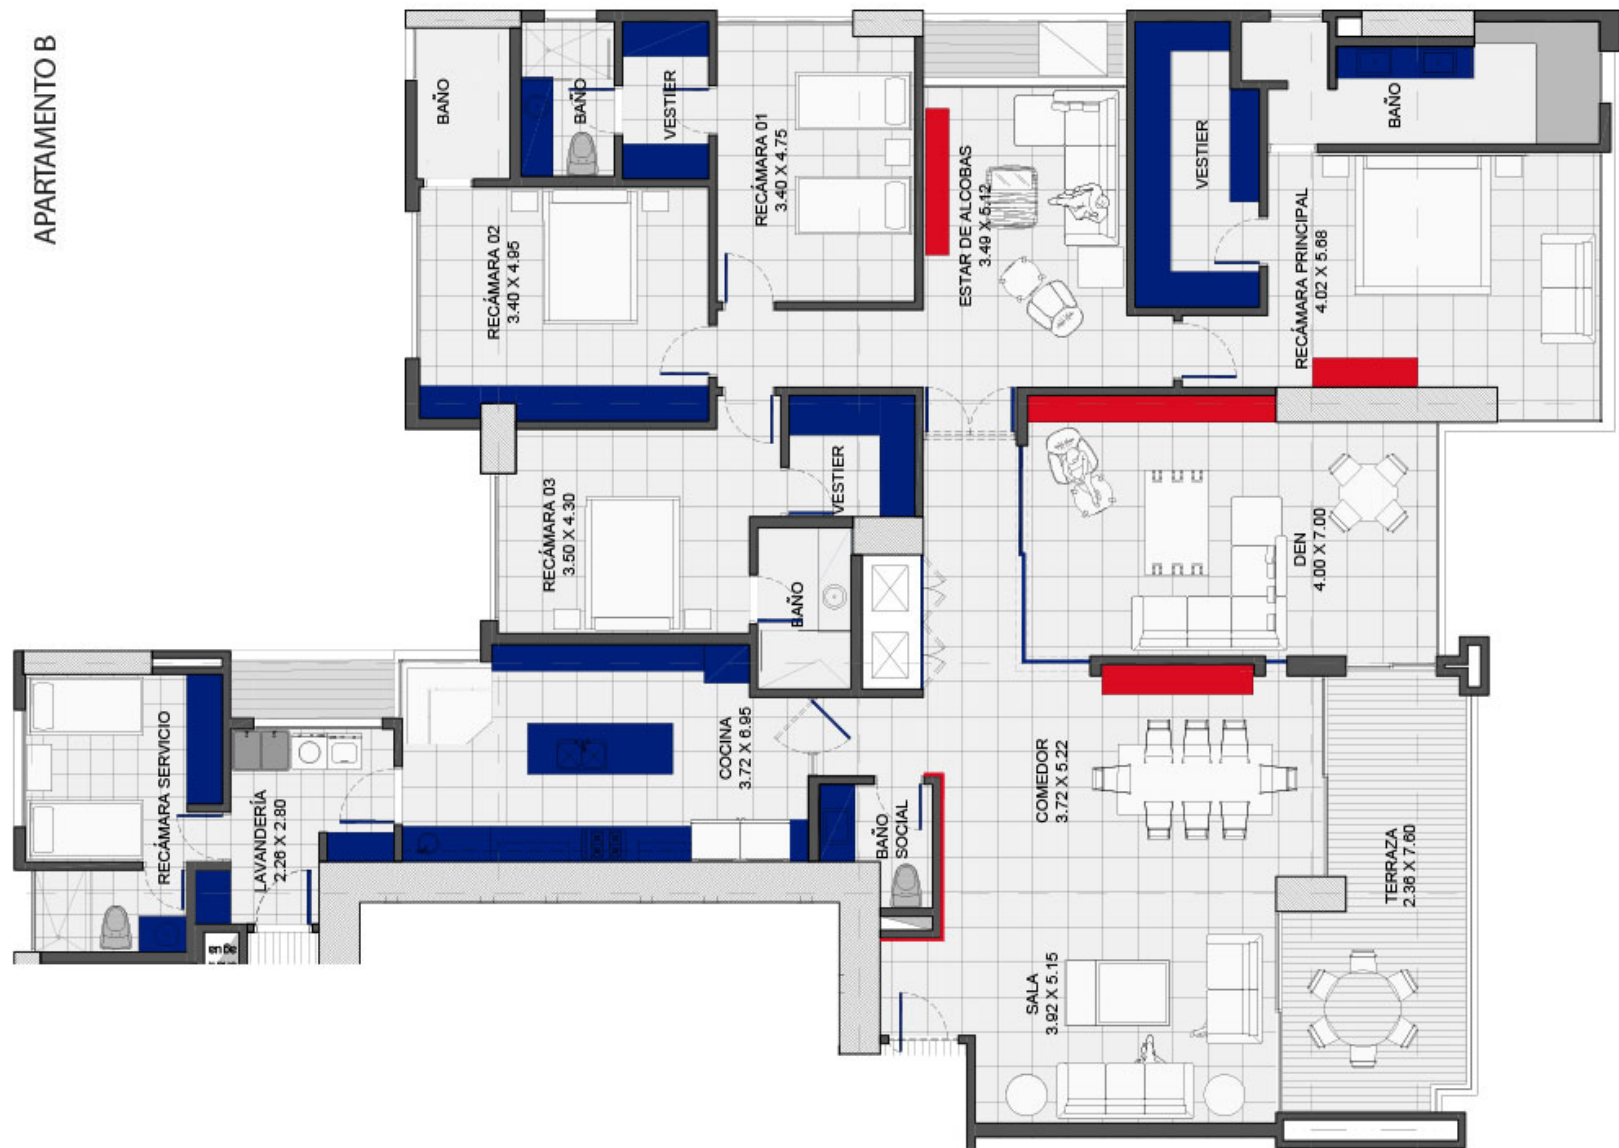 APARTAMENTO B
BAÑO
BAÑO
VESTIER
RECÁMARA 01
3.40 X 4.75
RECÁMARA 02
3.40 X 4.95
ESTAR DE ALCOBAS
3.49 X 5.12
VESTIER
BAÑO
RECÁMARA PRINCIPAL
4.02 X 5.68
RECÁMARA 03
3.50 X 4.30
VESTIER
BAÑO
DEN
4.00 X 7.00
RECÁMARA SERVICIO
LAVANDERÍA
2.26 X 2.80
COCINA
3.72 X 6.95
BAÑO
SOCIAL
COMEDOR
3.72 X 5.22
TERRAZA
2.36 X 7.60
SALA
3.92 X 5.15